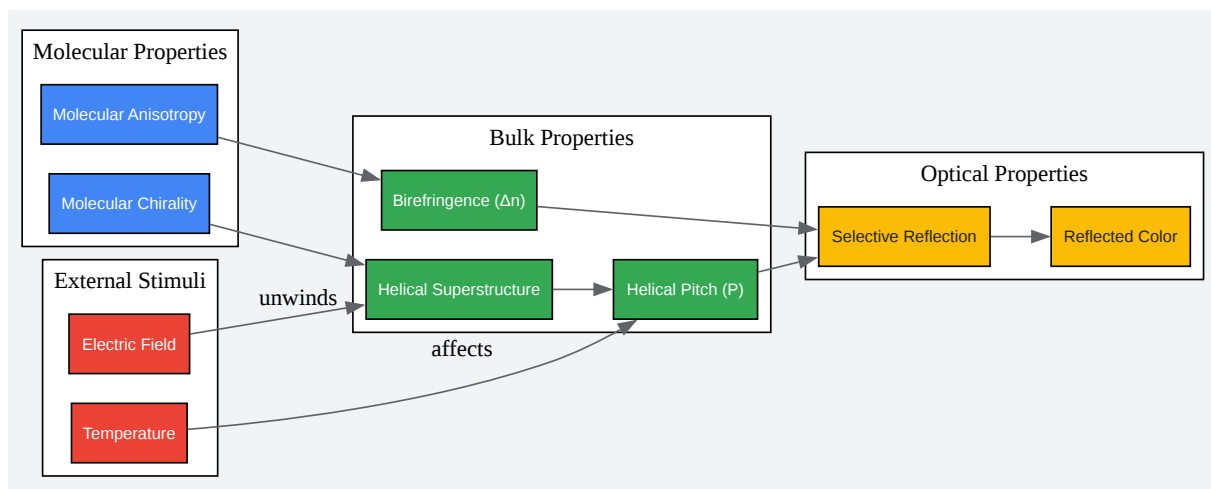 Molecular Properties
Molecular Anisotropy
Molecular Chirality
External Stimuli
Electric Field
Temperature
unwinds
affects
Bulk Properties
Birefringence (Δn)
Helical Superstructure
Helical Pitch (P)
Optical Properties
Selective Reflection
Reflected Color